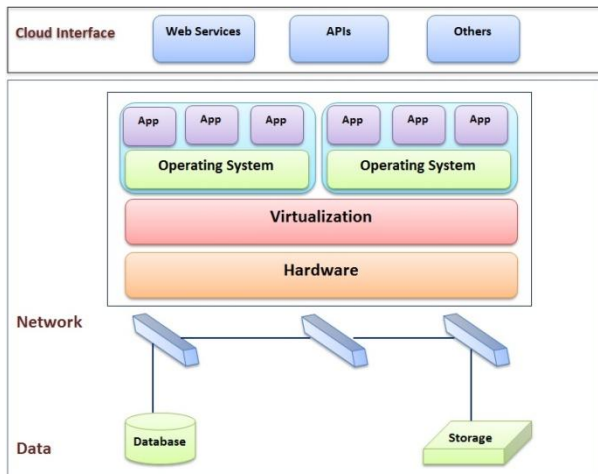 Cloud Interface
Web Services
APIs
Others
App
App
App
App
App
App
Operating System
Operating System
Virtualization
Hardware
Network
Data
Database
Storage